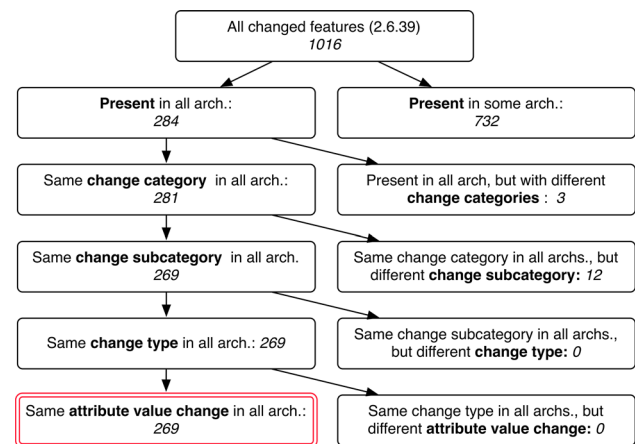 All changed features (2.6.39)
1016
Present in all arch.:
284
Present in some arch.:
732
Same change category in all arch.:
281
Present in all arch, but with different
change categories : 3
Same change subcategory in all arch.
269
Same change category in all archs., but
different change subcategory: 12
Same change type in all arch.: 269
Same change subcategory in all archs.,
but different change type: 0
Same attribute value change in all arch.:
269
Same change type in all archs., but
different attribute value change: 0